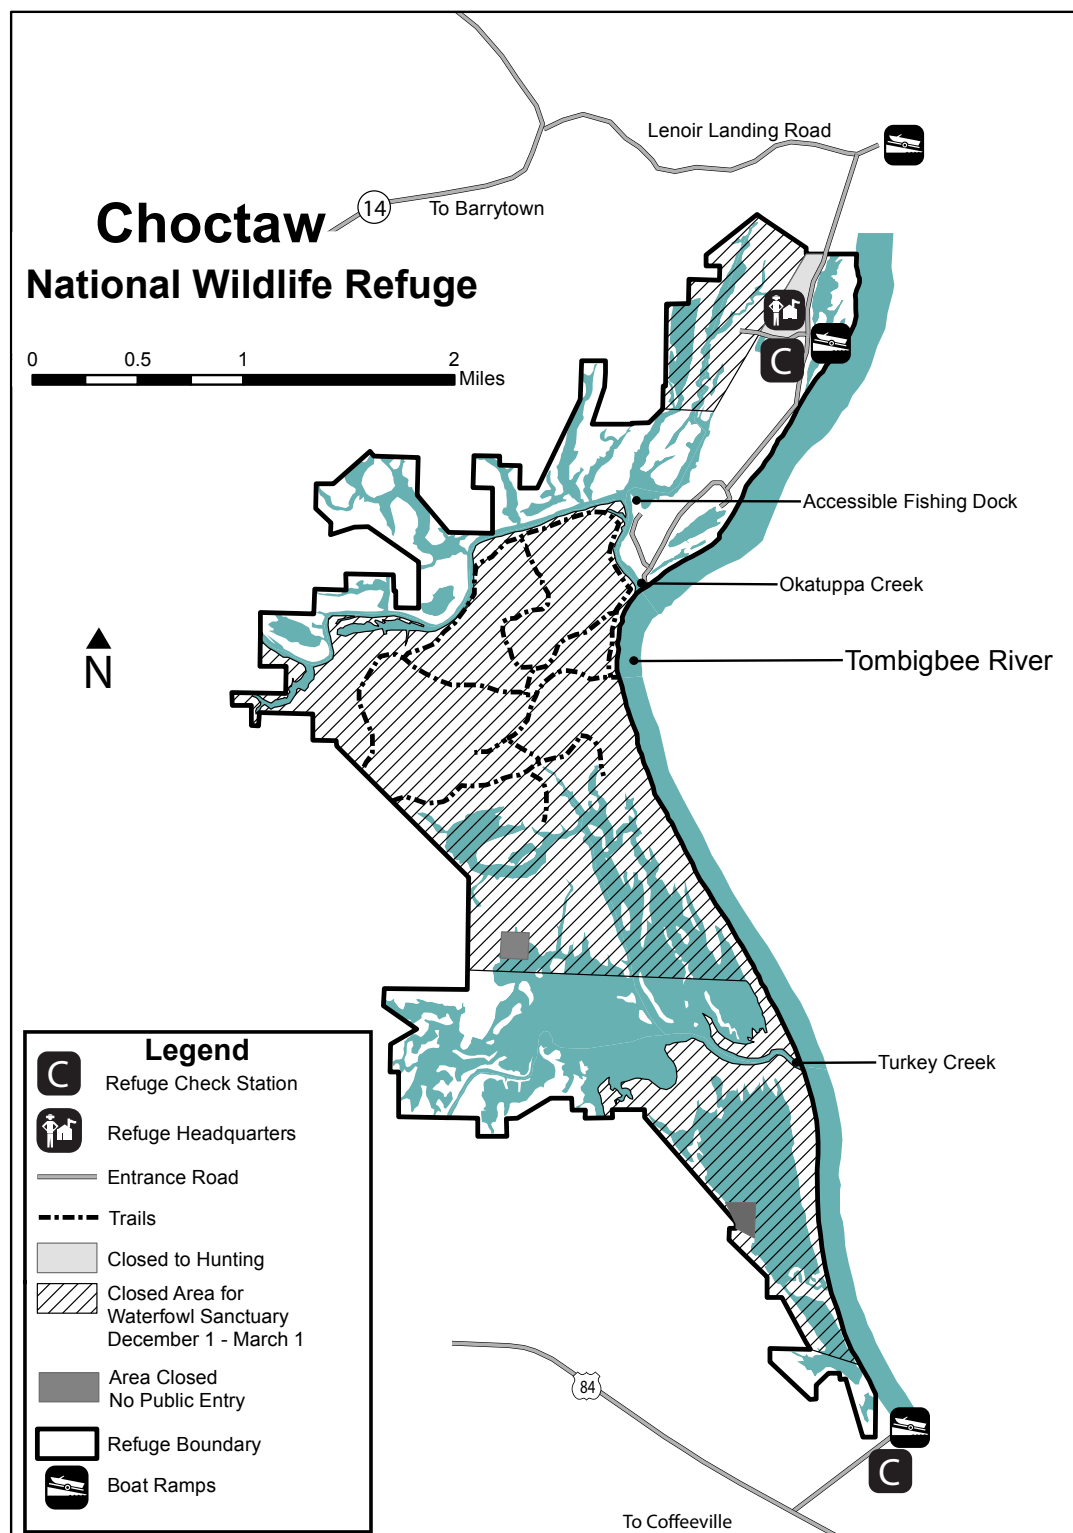 Lenoir Landing Road
14
To Barrytown
Choctaw
National Wildlife Refuge
0 0.5 1 2
Miles
C
Accessible Fishing Dock
Okatuppa Creek
N
Tombigbee River
Turkey Creek
Legend
C Refuge Check Station
Refuge Headquarters
Entrance Road
Trails
Closed to Hunting
Closed Area for
Waterfowl Sanctuary
December 1 - March 1
Area Closed
No Public Entry
Refuge Boundary
Boat Ramps
84
C
To Coffeeville